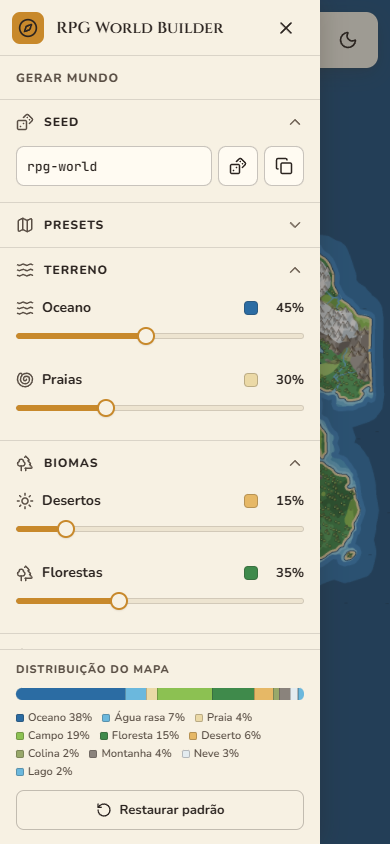 RPG WORLD BUILDER
GERAR MUNDO
SEED
rpg-world
PRESETS
TERRENO
Oceano 45%
Praias 30%
BIOMAS
Desertos 15%
Florestas 35%
DISTRIBUIÇÃO DO MAPA
Oceano 38% Água rasa 7% Praia 4%
Campo 19% Floresta 15% Deserto 6%
Colina 2% Montanha 4% Neve 3%
Lago 2%
Restaurar padrão